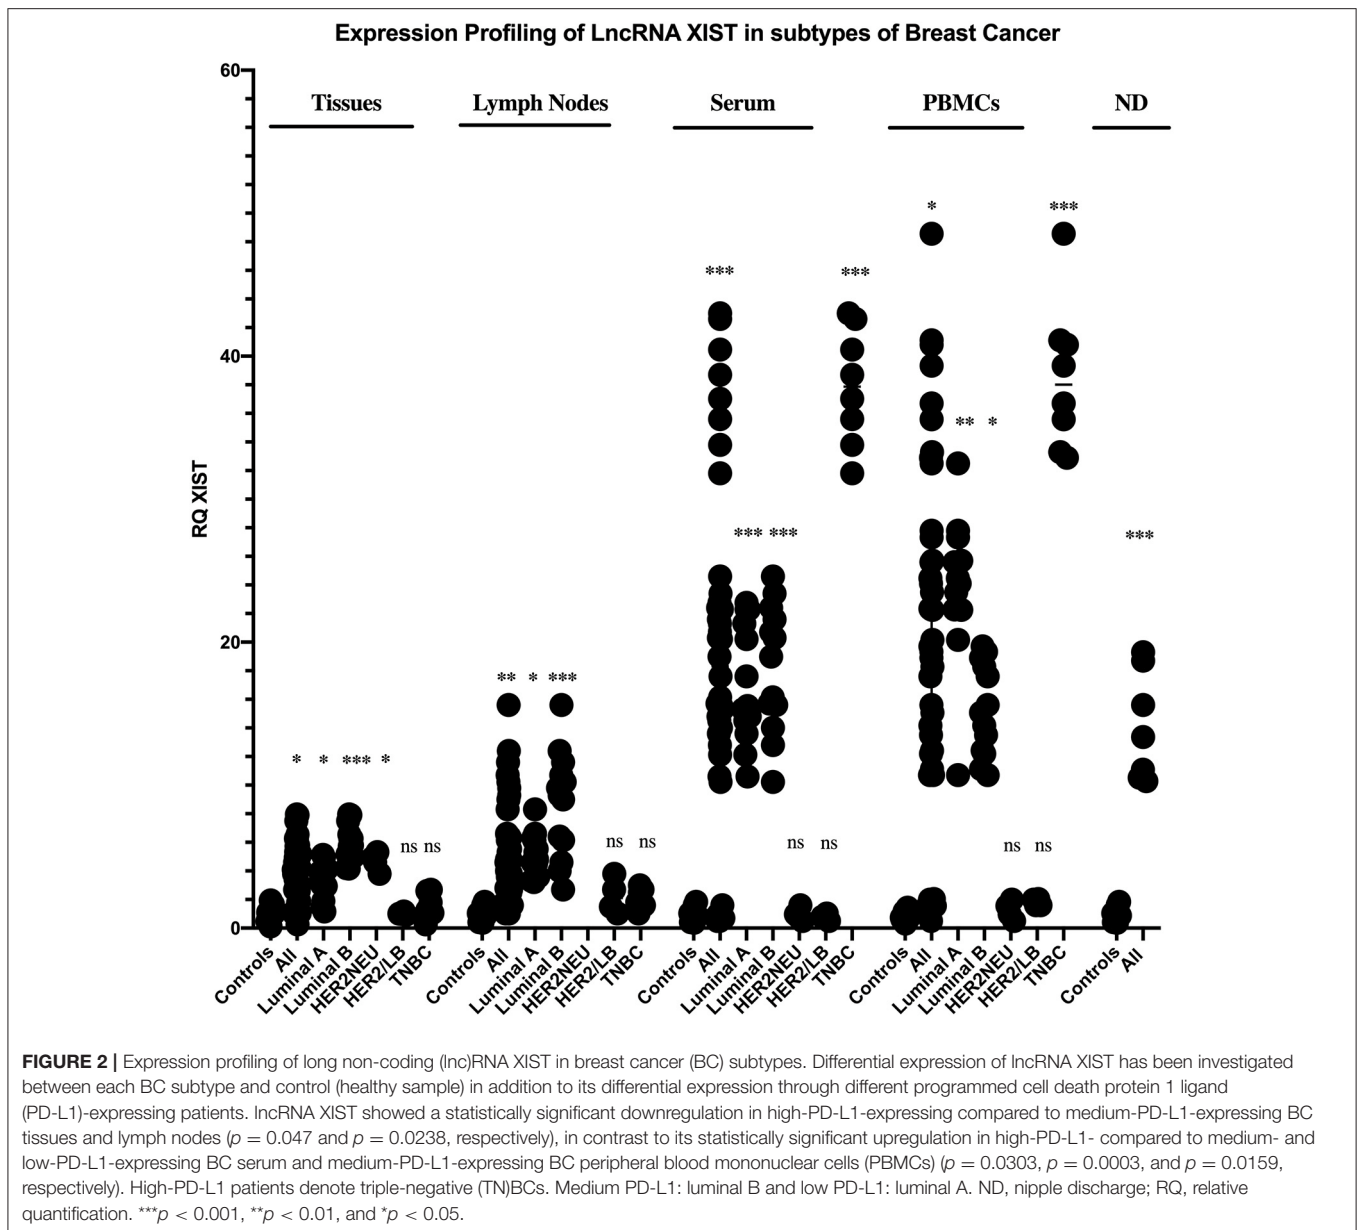 Expression Profiling of LncRNA XIST in subtypes of Breast Cancer
60
Tissues Lymph Nodes Serum PBMCs ND
* ***
*** ***
40
** *
RQ XIST
*** *** ***
20
** * ***
* * *** *
ns ns ns ns ns ns ns ns
0
Controls All Luminal A Luminal B HER2NEU HER2/LB TNBC Controls All Luminal A Luminal B HER2NEU HER2/LB TNBC Controls All Luminal A Luminal B HER2NEU HER2/LB TNBC Controls All Luminal A Luminal B HER2NEU HER2/LB TNBC Controls All
FIGURE 2 | Expression profiling of long non-coding (lnc)RNA XIST in breast cancer (BC) subtypes. Differential expression of lncRNA XIST has been investigated
between each BC subtype and control (healthy sample) in addition to its differential expression through different programmed cell death protein 1 ligand
(PD-L1)-expressing patients. lncRNA XIST showed a statistically significant downregulation in high-PD-L1-expressing compared to medium-PD-L1-expressing BC
tissues and lymph nodes (p = 0.047 and p = 0.0238, respectively), in contrast to its statistically significant upregulation in high-PD-L1- compared to medium- and
low-PD-L1-expressing BC serum and medium-PD-L1-expressing BC peripheral blood mononuclear cells (PBMCs) (p = 0.0303, p = 0.0003, and p = 0.0159,
respectively). High-PD-L1 patients denote triple-negative (TN)BCs. Medium PD-L1: luminal B and low PD-L1: luminal A. ND, nipple discharge; RQ, relative
quantification. ***p < 0.001, **p < 0.01, and *p < 0.05.